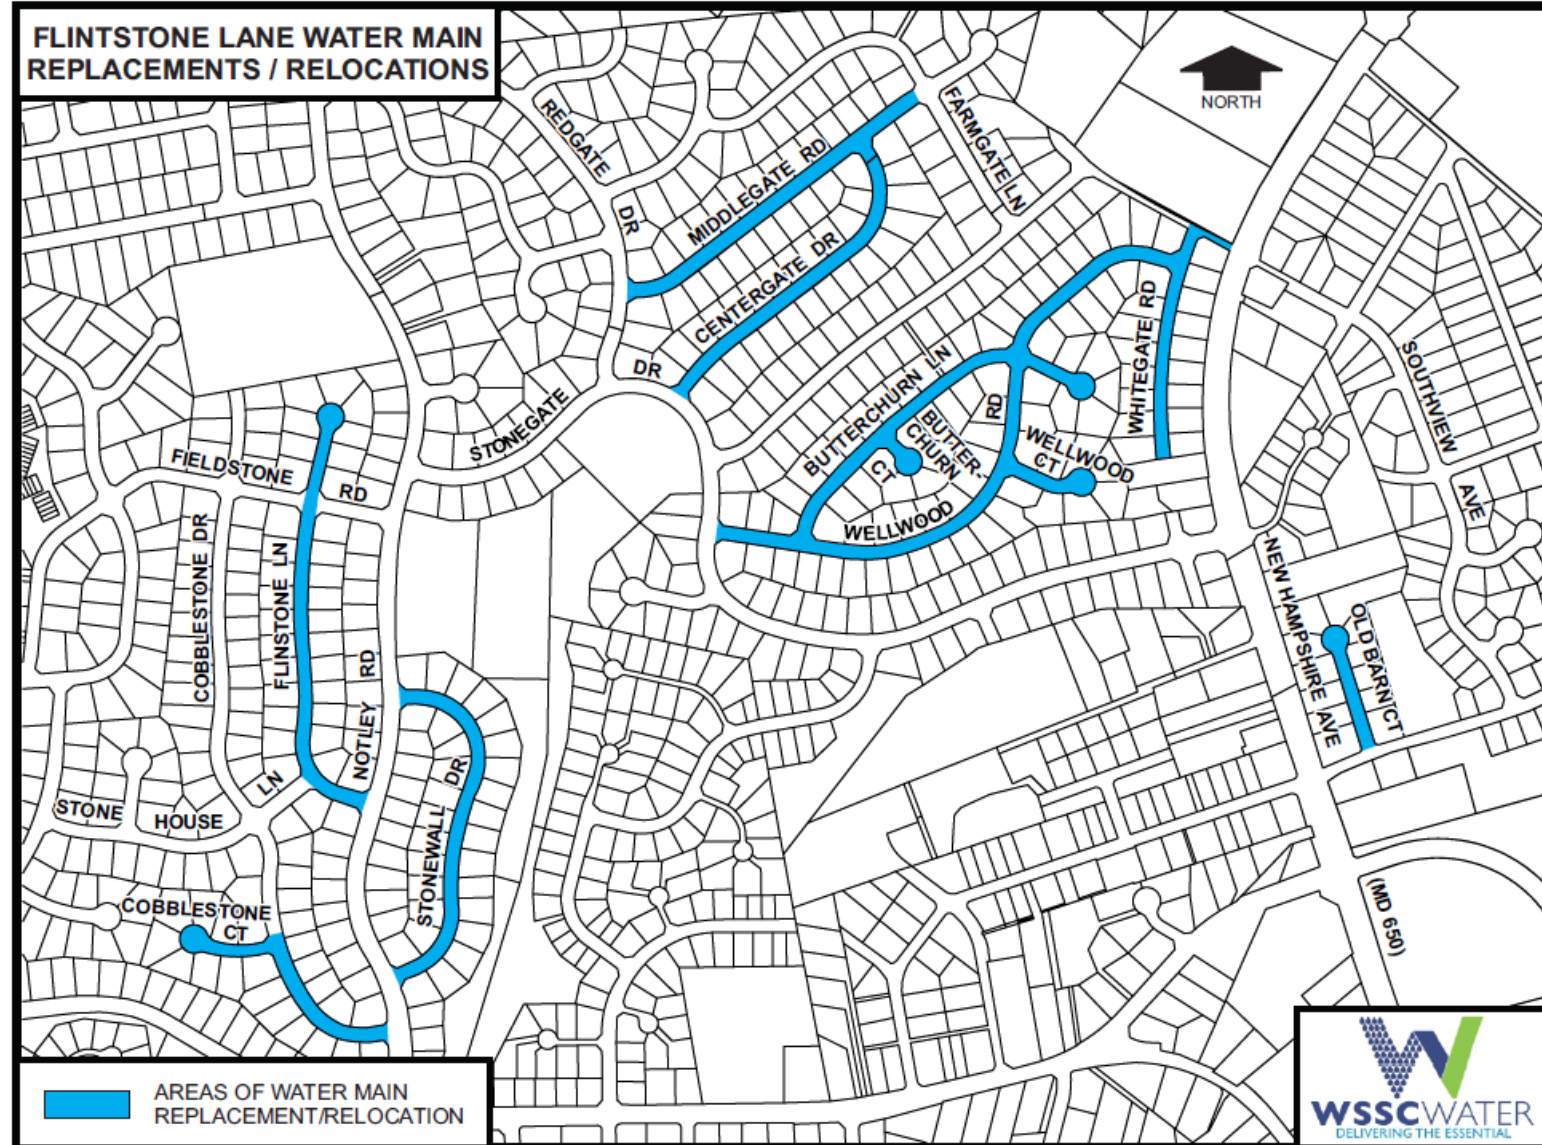 FLINTSTONE LANE WATER MAIN
REPLACEMENTS / RELOCATIONS
NORTH
REDGATE
DR
FARMGATE LN
MIDDLEGATE RD
CENTERGATE DR
DR
STONEGATE
BUTTERCHURN LN
BUTTER-
CHURN
CT
RD
WHITEGATE RD
WELLWOOD
CT
WELLWOOD
SOUTHVIEW
AVE
FIELDSTONE
RD
COBBLESTONE DR
FLINSTONE LN
NOTLEY
RD
NEW HAMPSHIRE AVE
OLD BARN CT
STONE
HOUSE
LN
STONEWALL
DR
COBBLESTONE
CT
(MD 650)
AREAS OF WATER MAIN
REPLACEMENT/RELOCATION
WSSCWATER
DELIVERING THE ESSENTIAL